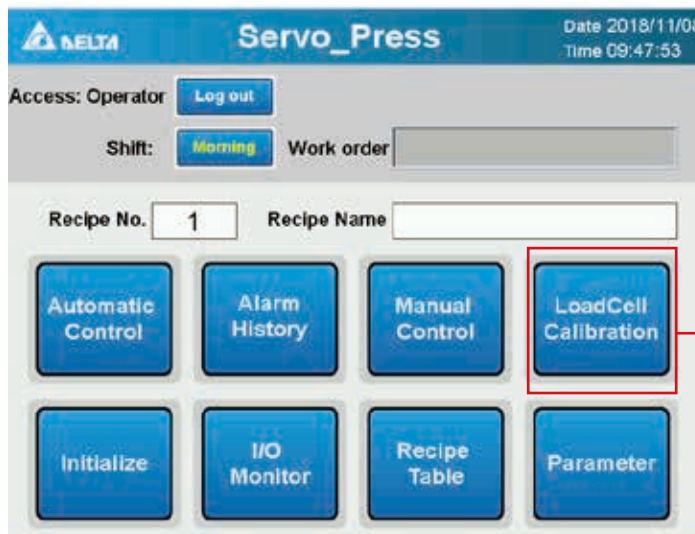 DELTA Servo_Press Date 2018/11/08
Time 09:47:53
Access: Operator Log out
Shift: Morning Work order
Recipe No. 1 Recipe Name
Automatic Control
Alarm History
Manual Control
LoadCell Calibration
Initialize
I/O Monitor
Recipe Table
Parameter